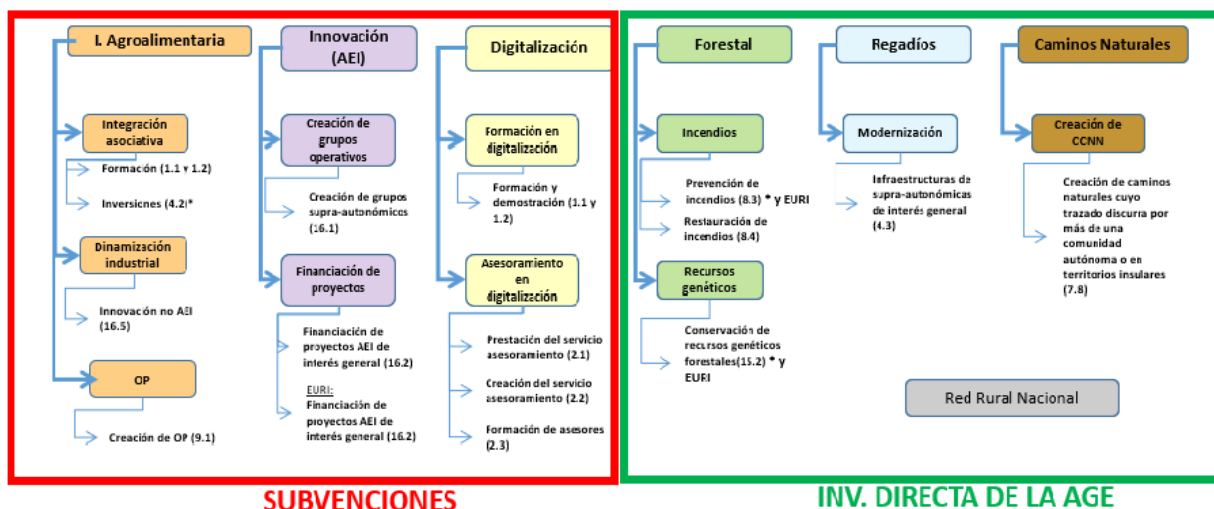 I. Agroalimentaria
Integración
asociativa
Formación (1.1 y 1.2)
Inversiones (4.2)*
Dinamización
industrial
Innovación no AEI
(16.5)
OP
Creación de OP (9.1)
Innovación
(AEI)
Creación de
grupos
operativos
Creación de grupos
supra-autonómicos
(16.1)
Financiación de
proyectos
Financiación de
proyectos AEI de
interés general (16.2)
EURI:
Financiación de
proyectos AEI de
interés general (16.2)
Digitalización
Formación en
digitalización
Formación y
demostración (1.1 y
1.2)
Asesoramiento
en
digitalización
Prestación del servicio
asesoramiento (2.1)
Creación del servicio
asesoramiento (2.2)
Formación de asesores
(2.3)
SUBVENCIONES
Forestal
Incendios
Prevención de
incendios (8.3) * y EURI
Restauración de
incendios (8.4)
Recursos
genéticos
Conservación de
recursos genéticos
forestales(15.2) * y
EURI
Regadíos
Modernización
Infraestructuras de
supra-autonómicas
de interés general
(4.3)
Caminos Naturales
Creación de
CCNN
Creación de caminos
naturales cuyo
trazado discurra por
más de una
comunidad
autónoma o en
territorios insulares
(7.8)
Red Rural Nacional
INV. DIRECTA DE LA AGE